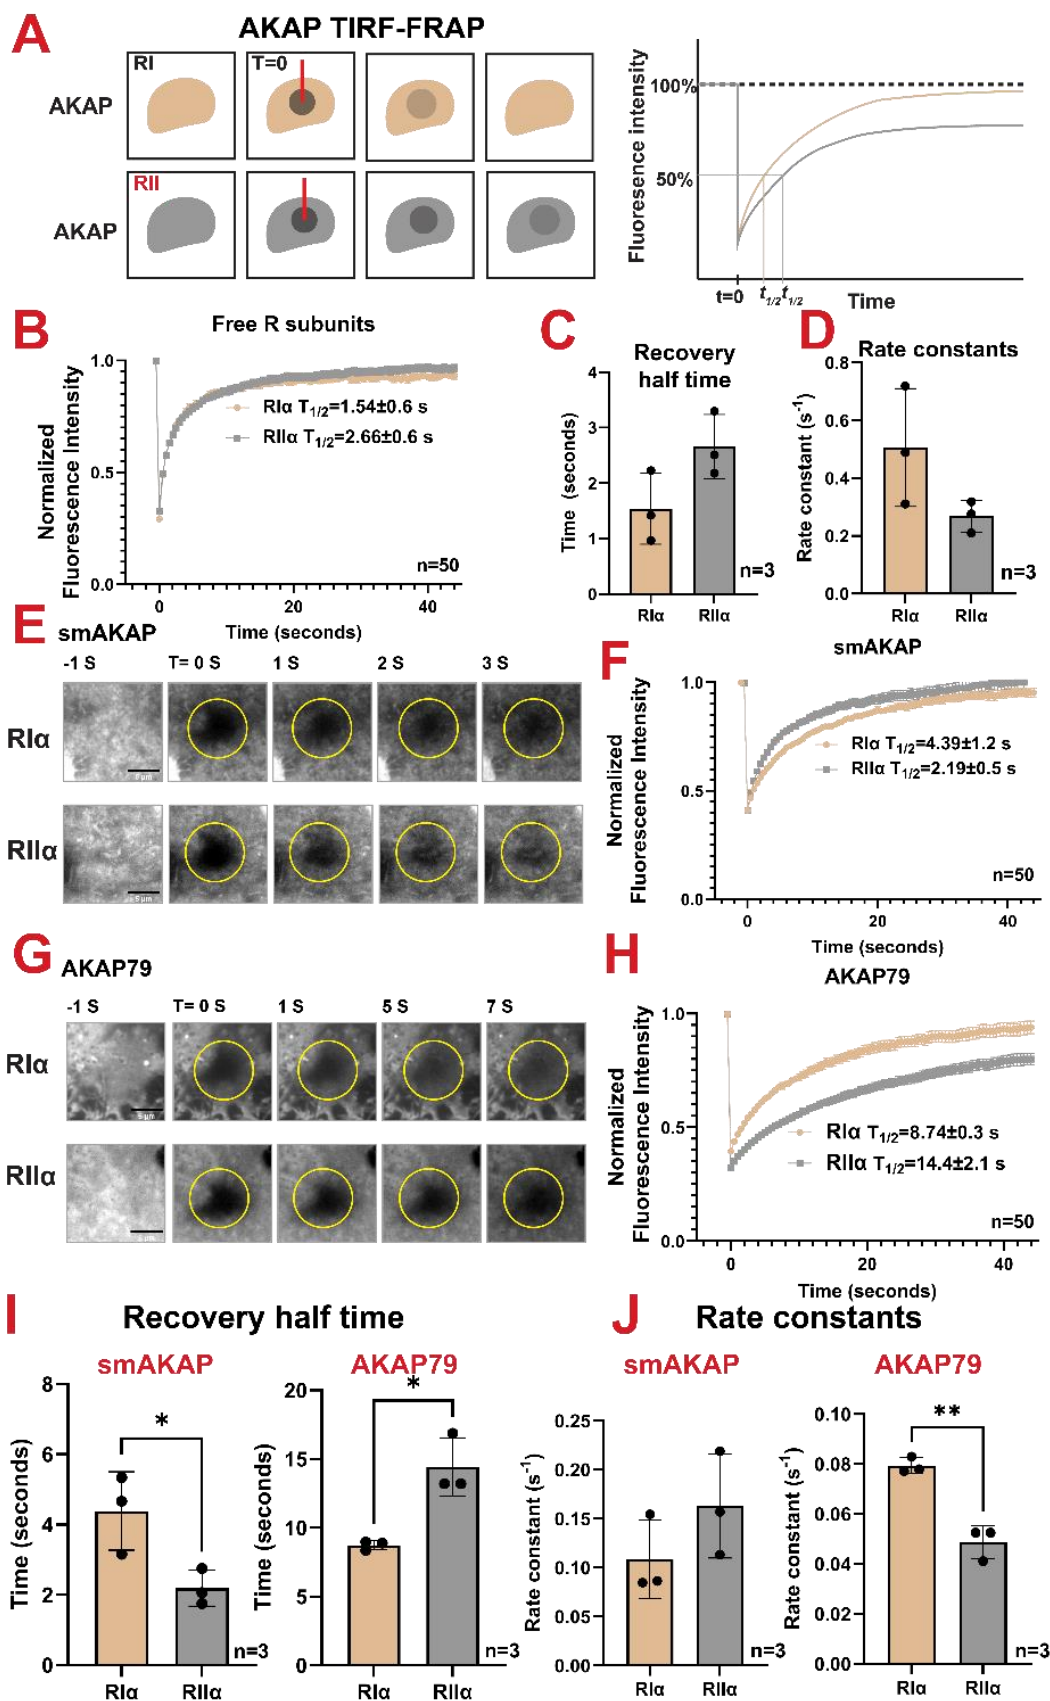 A
AKAP TIRF-FRAP
RI
T=0
AKAP
RII
AKAP
Fluoresence intensity
100%
50%
t=0
t1/2
t1/2
Time
B
Free R subunits
Normalized
Fluorescence Intensity
1.0
0.5
0.0
RIα T1/2=1.54±0.6 s
RIIα T1/2=2.66±0.6 s
n=50
0 20 40
Time (seconds)
C
Recovery
half time
Time (seconds)
4
3
2
1
0
n=3
RIα RIIα
D
Rate constants
Rate constant (s-1)
0.8
0.6
0.4
0.2
0.0
n=3
RIα RIIα
E
smAKAP
-1 S T= 0 S 1 S 2 S 3 S
RIα
5 µm
RIIα
5 µm
F
smAKAP
Normalized
Fluorescence Intensity
1.0
0.5
0.0
RIα T1/2=4.39±1.2 s
RIIα T1/2=2.19±0.5 s
n=50
0 20 40
Time (seconds)
G
AKAP79
-1 S T= 0 S 1 S 5 S 7 S
RIα
5 µm
RIIα
5 µm
H
AKAP79
Normalized
Fluorescence Intensity
1.0
0.5
0.0
RIα T1/2=8.74±0.3 s
RIIα T1/2=14.4±2.1 s
n=50
0 20 40
Time (seconds)
I
Recovery half time
smAKAP
Time (seconds)
8
6
4
2
0
*
n=3
RIα RIIα
AKAP79
Time (seconds)
20
15
10
5
0
*
n=3
RIα RIIα
J
Rate constants
smAKAP
Rate constant (s-1)
0.25
0.20
0.15
0.10
0.05
0.00
n=3
RIα RIIα
AKAP79
Rate constant (s-1)
0.10
0.08
0.06
0.04
0.02
0.00
**
n=3
RIα RIIα